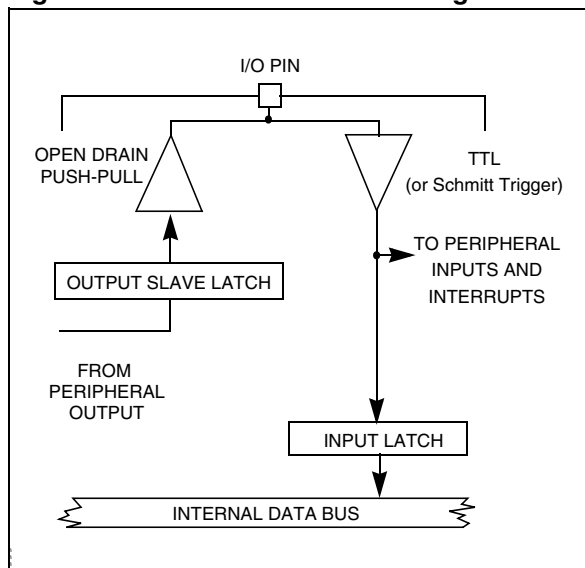 I/O PIN
OPEN DRAIN
PUSH-PULL
TTL
(or Schmitt Trigger)
TO PERIPHERAL
INPUTS AND
INTERRUPTS
OUTPUT SLAVE LATCH
FROM
PERIPHERAL
OUTPUT
INPUT LATCH
INTERNAL DATA BUS